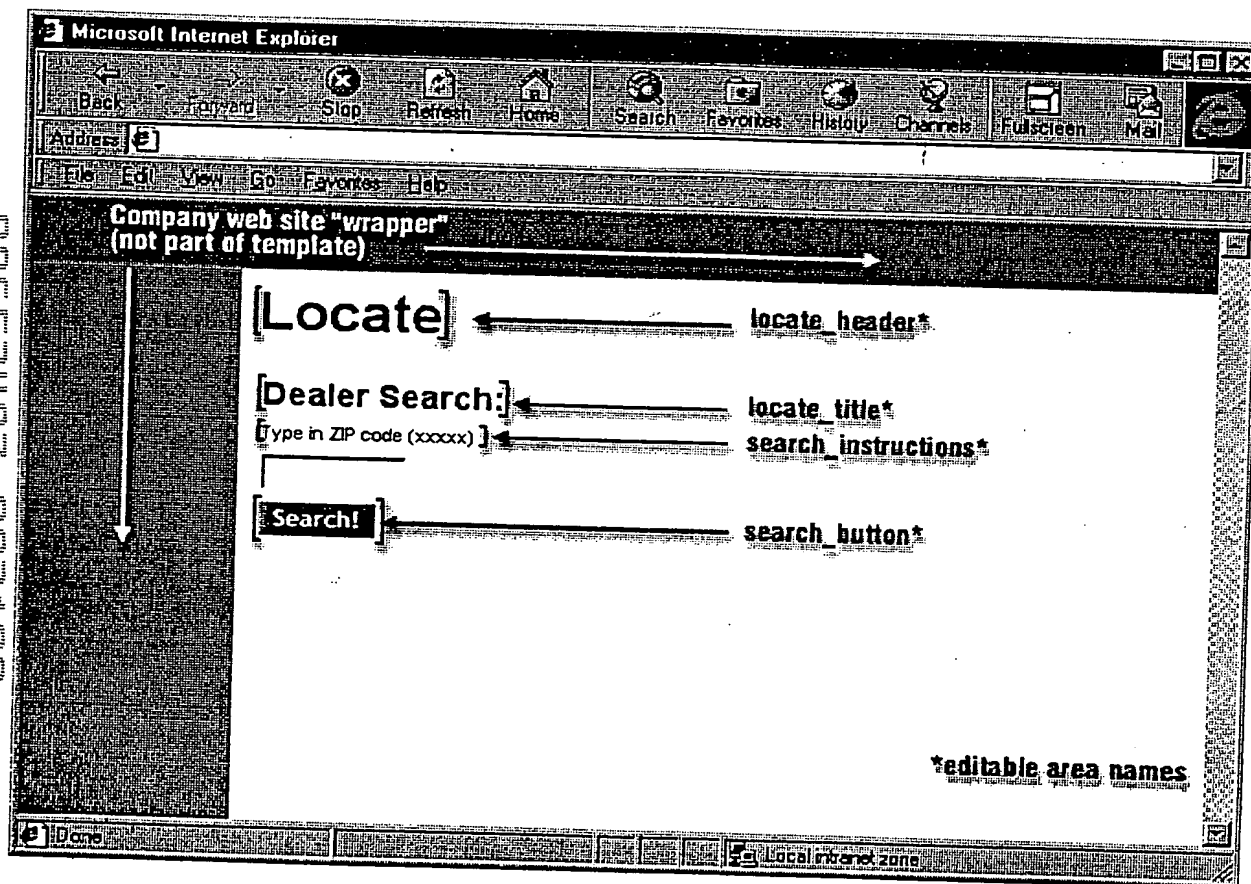 Microsoft Internet Explorer
Back Forward Stop Refresh Home Search Favorites History Channels Fullscreen Mail
Address
File Edit View Go Favorites Help
Company web site "wrapper"
(not part of template)
[Locate] locate_header*
[Dealer Search:] locate_title*
[Type in ZIP code (xxxxx) ] search_instructions*
[ Search! ] search_button*
*editable area names
Done Local intranet zone